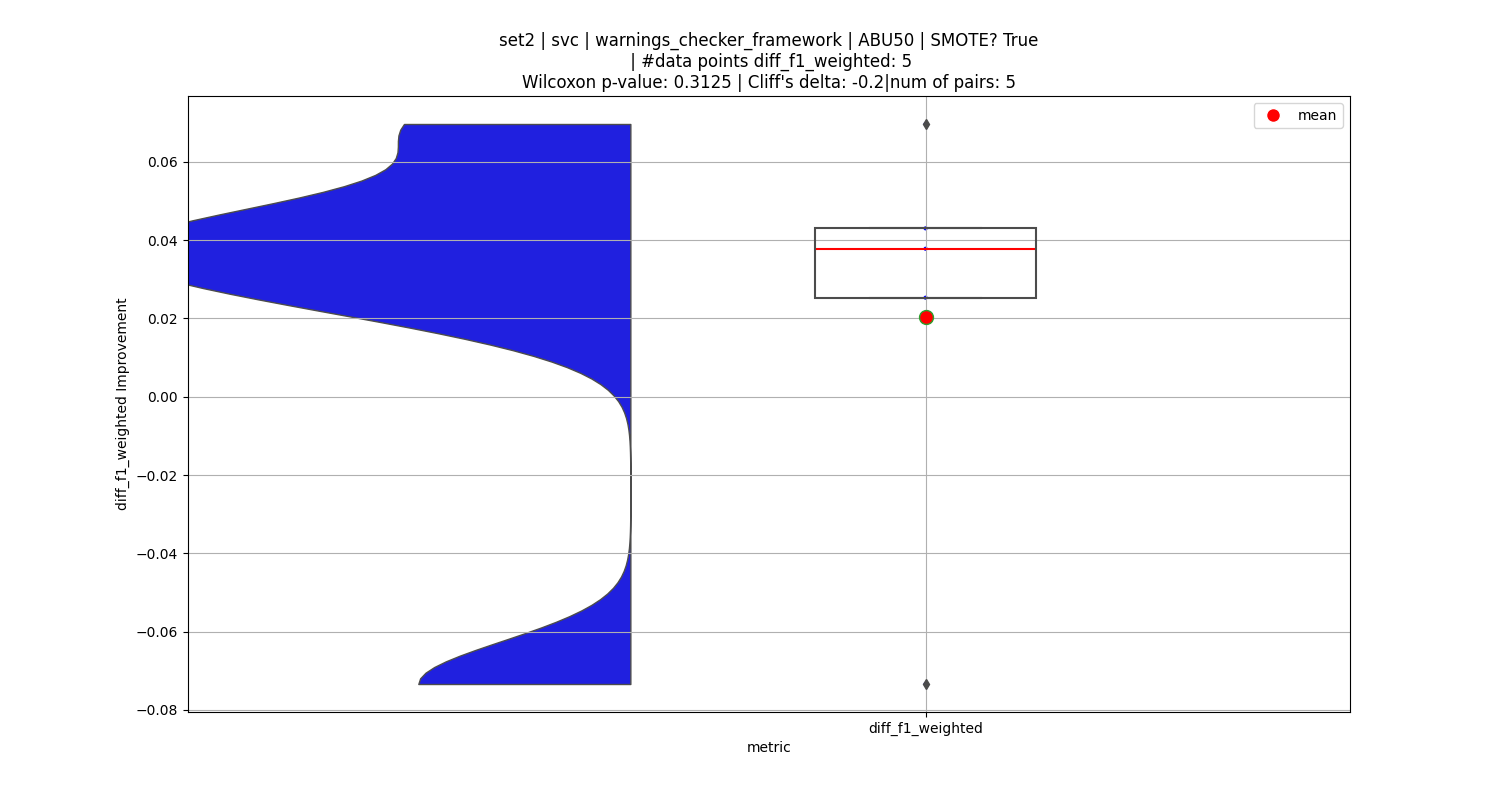 set2 | svc | warnings_checker_framework | ABU50 | SMOTE? True
| #data points diff_f1_weighted: 5
Wilcoxon p-value: 0.3125 | Cliff's delta: -0.2|num of pairs: 5
mean
0.06
0.04
0.02
0.00
−0.02
−0.04
−0.06
−0.08
diff_f1_weighted Improvement
diff_f1_weighted
metric